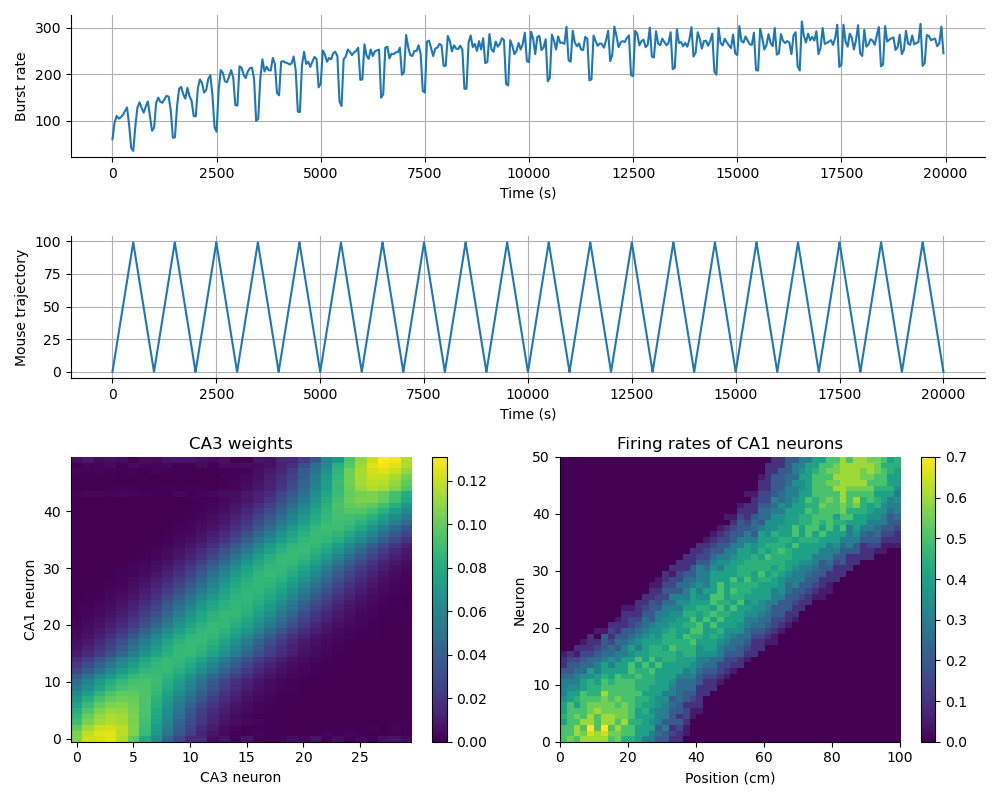 300
200
100
Burst rate
0 2500 5000 7500 10000 12500 15000 17500 20000
Time (s)
100
75
50
25
0
Mouse trajectory
0 2500 5000 7500 10000 12500 15000 17500 20000
Time (s)
CA3 weights
40
30
20
10
0
CA1 neuron
0 5 10 15 20 25
CA3 neuron
0.12
0.10
0.08
0.06
0.04
0.02
0.00
Firing rates of CA1 neurons
50
40
30
20
10
0
Neuron
0 20 40 60 80 100
Position (cm)
0.7
0.6
0.5
0.4
0.3
0.2
0.1
0.0